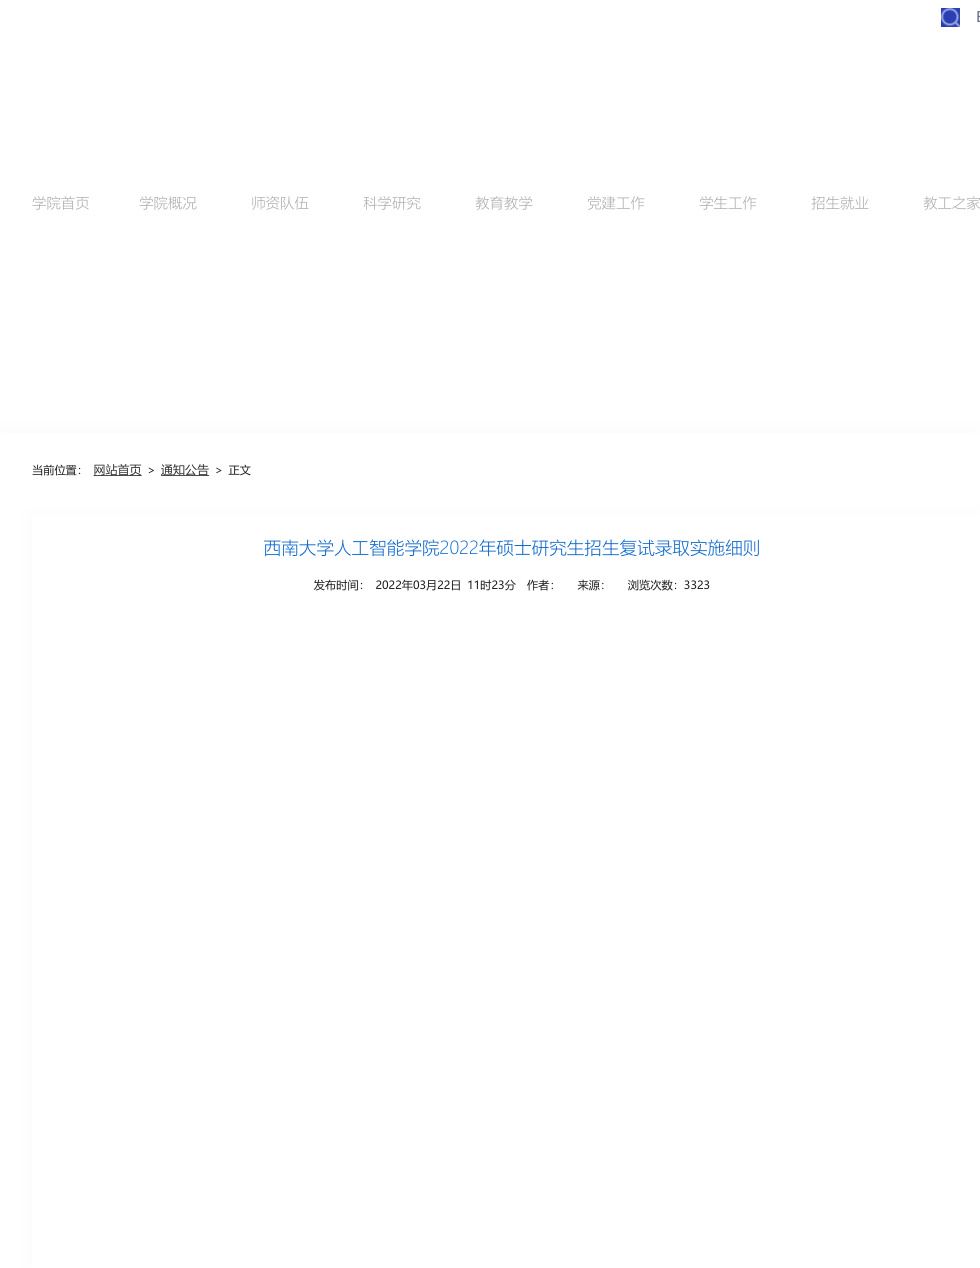 学院首页 学院概况 师资队伍 科学研究 教育教学 党建工作 学生工作 招生就业 教工之家
当前位置： 网站首页 > 通知公告 > 正文
西南大学人工智能学院2022年硕士研究生招生复试录取实施细则
发布时间： 2022年03月22日 11时23分 作者： 来源： 浏览次数：3323